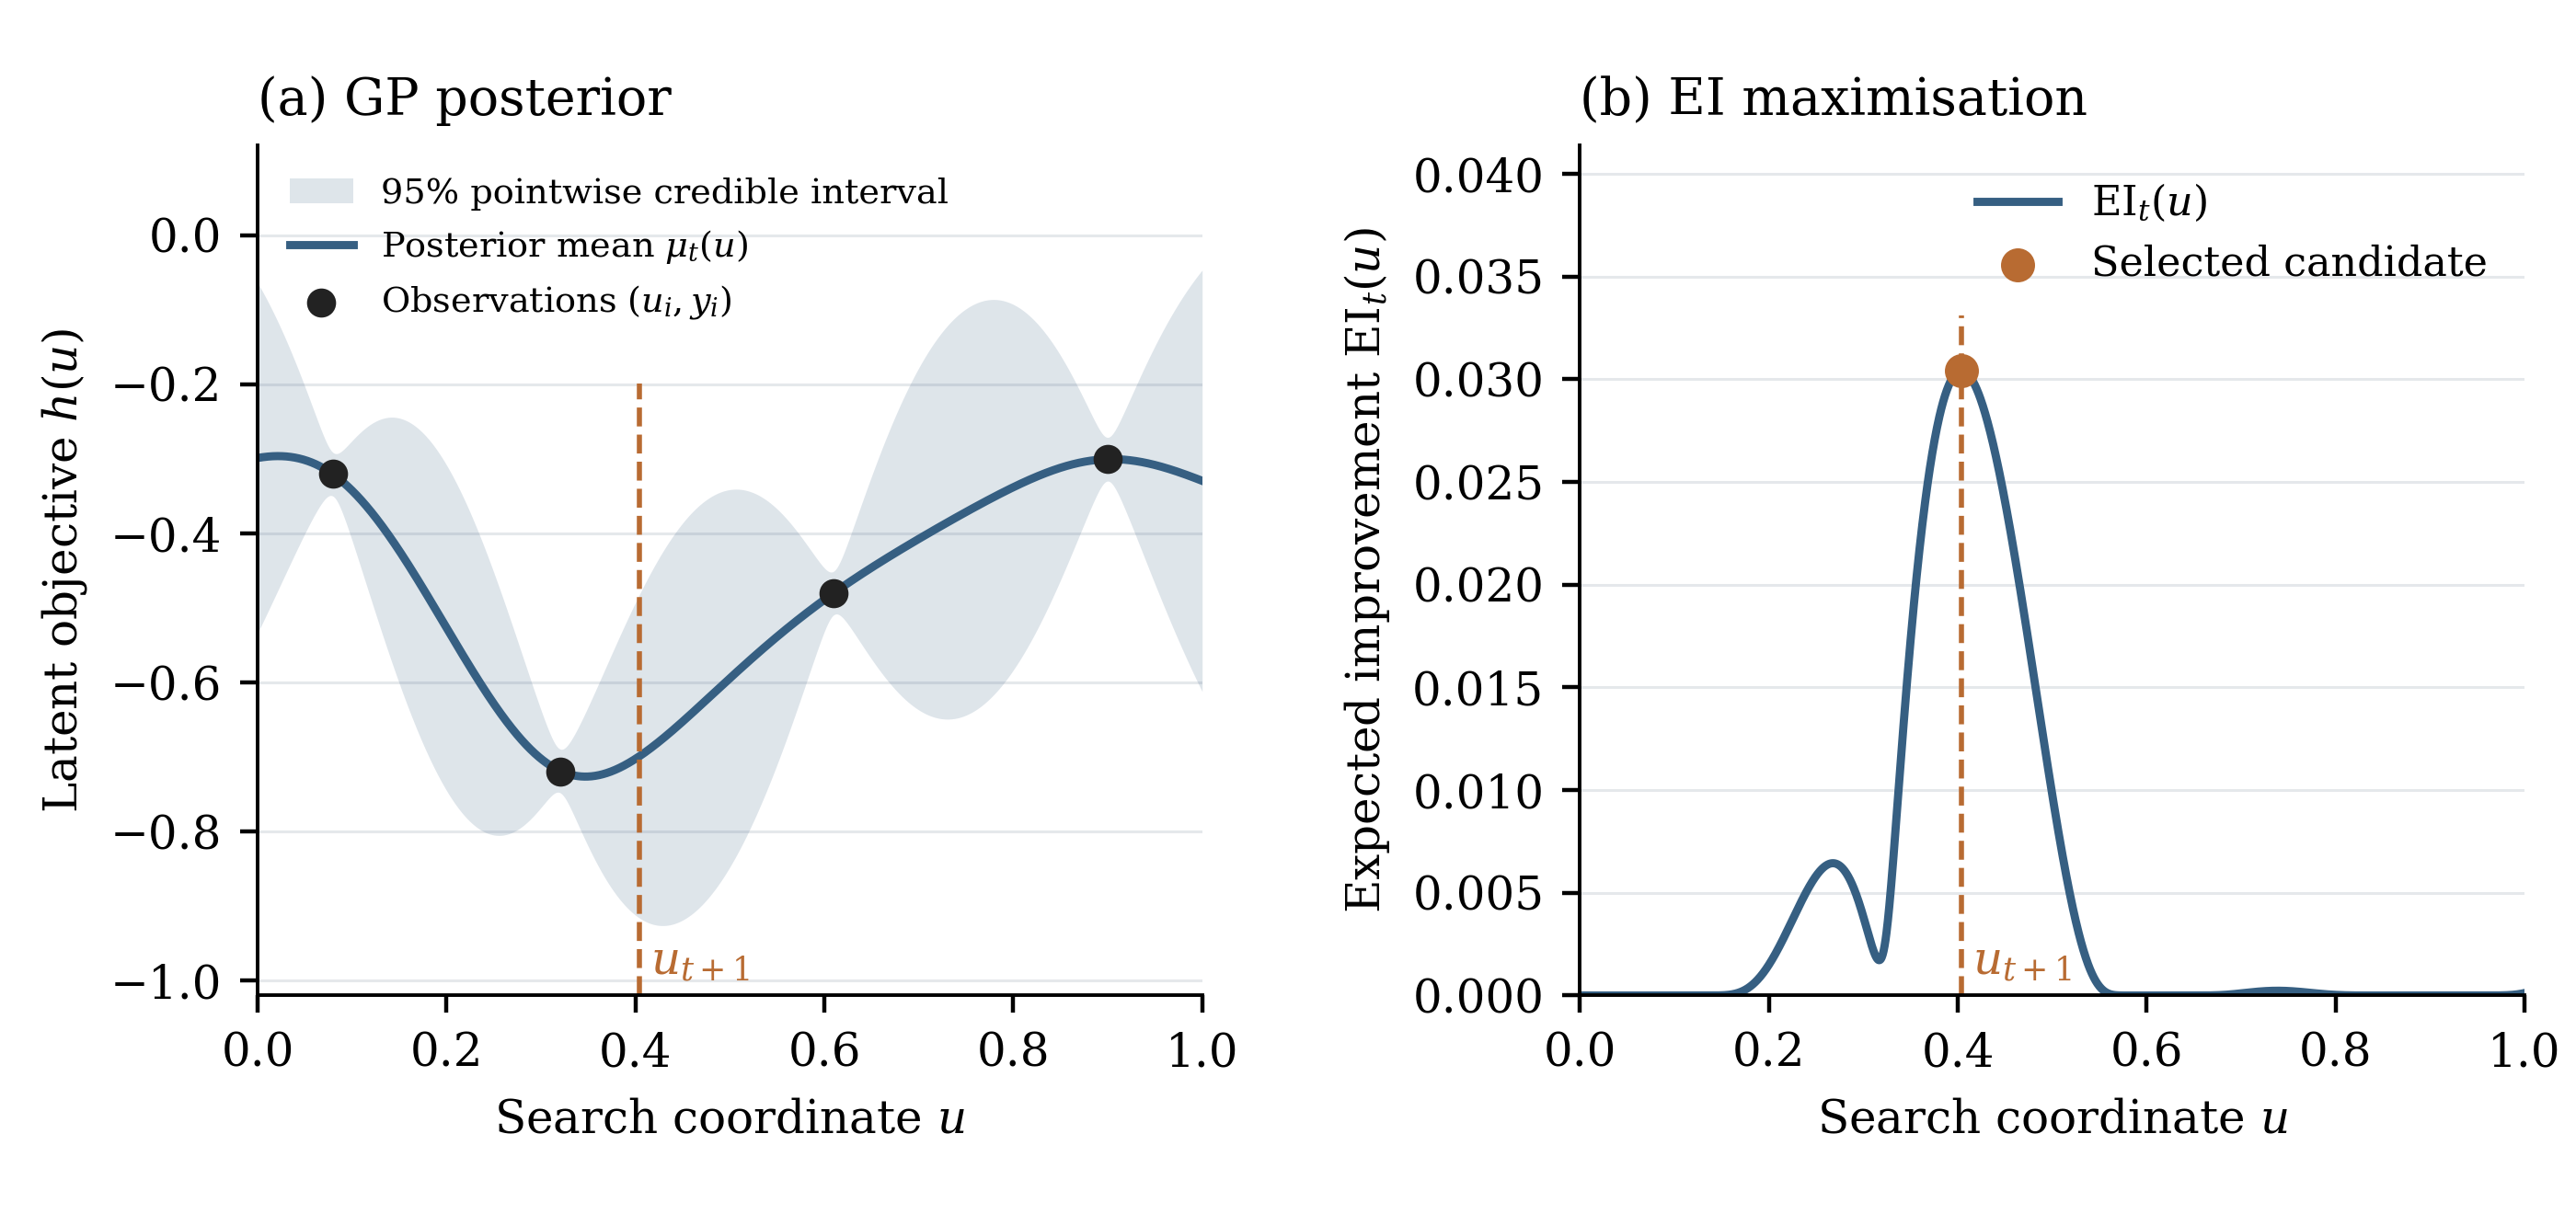 (a) GP posterior
95% pointwise credible interval
Posterior mean μₜ(u)
Observations (uᵢ, yᵢ)
Latent objective h(u)
0.0
−0.2
−0.4
−0.6
−0.8
−1.0
uₜ₊₁
0.0 0.2 0.4 0.6 0.8 1.0
Search coordinate u
(b) EI maximisation
EIₜ(u)
Selected candidate
Expected improvement EIₜ(u)
0.040
0.035
0.030
0.025
0.020
0.015
0.010
0.005
0.000
uₜ₊₁
0.0 0.2 0.4 0.6 0.8 1.0
Search coordinate u